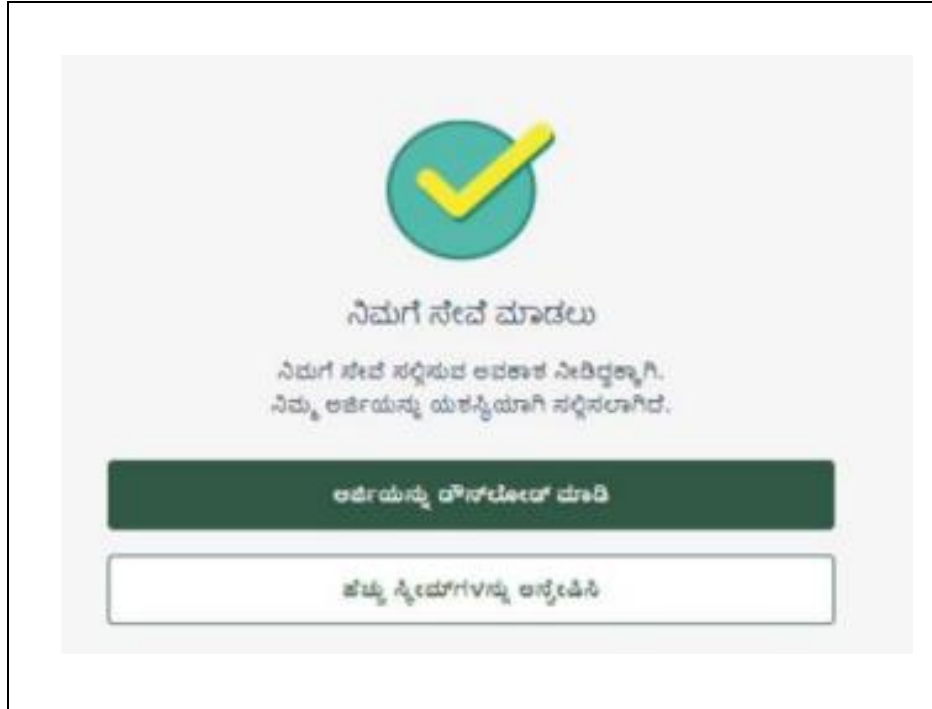 ನಿಮಗೆ ಸೇವೆ ಮಾಡಲು
ನಿಮಗೆ ಸೇವೆ ಸಲ್ಲಿಸುವ ಅವಕಾಶ ನೀಡಿದ್ದಕ್ಕಾಗಿ.
ನಿಮ್ಮ ಅರ್ಜಿಯನ್ನು ಯಶಸ್ವಿಯಾಗಿ ಸಲ್ಲಿಸಲಾಗಿದೆ.
ಅರ್ಜಿಯನ್ನು ಡೌನ್‌ಲೋಡ್ ಮಾಡಿ
ಹೆಚ್ಚು ಸ್ಕೀಮ್‌ಗಳನ್ನು ಅನ್ವೇಷಿಸಿ